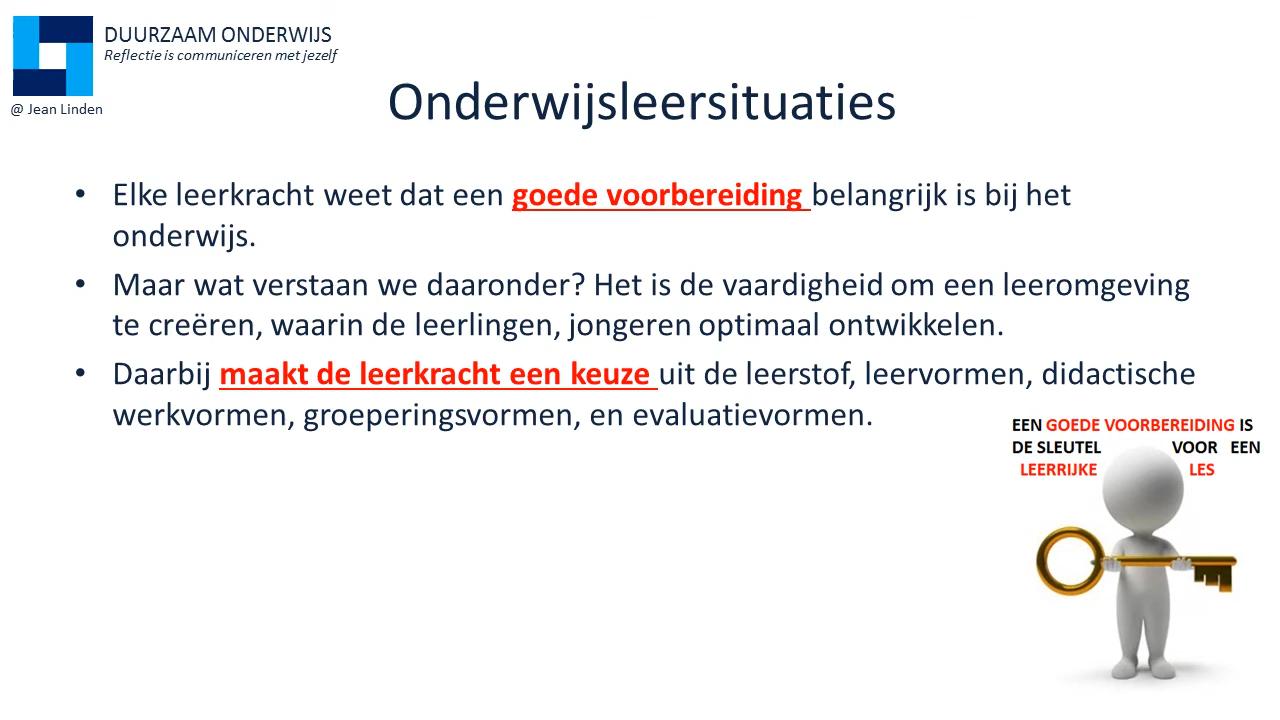 DUURZAAM ONDERWIJS
Reflectie is communiceren met jezelf
@ Jean Linden
Onderwijsleersituaties
• Elke leerkracht weet dat een goede voorbereiding belangrijk is bij het
onderwijs.
• Maar wat verstaan we daaronder? Het is de vaardigheid om een leeromgeving
te creëren, waarin de leerlingen, jongeren optimaal ontwikkelen.
• Daarbij maakt de leerkracht een keuze uit de leerstof, leervormen, didactische
werkvormen, groeperingsvormen, en evaluatievormen.
EEN GOEDE VOORBEREIDING IS
DE SLEUTEL VOOR EEN
LEERRIJKE LES